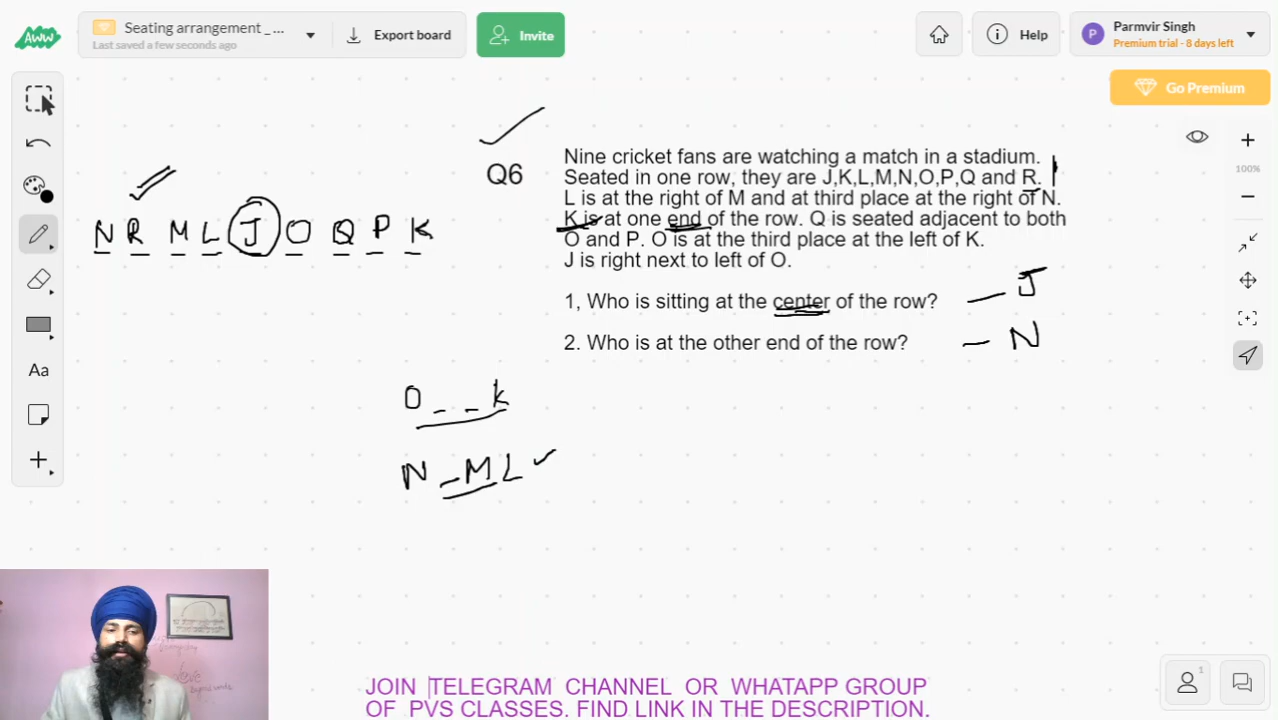 AWW
Seating arrangement _ ...
Last saved a few seconds ago
Export board
Invite
Help
P
Parmvir Singh
Premium trial - 8 days left
Go Premium
100%
Aa
Q6
Nine cricket fans are watching a match in a stadium.
Seated in one row, they are J,K,L,M,N,O,P,Q and R.
L is at the right of M and at third place at the right of N.
K is at one end of the row. Q is seated adjacent to both
O and P. O is at the third place at the left of K.
J is right next to left of O.
1, Who is sitting at the center of the row? — J
2. Who is at the other end of the row? — N
N R M L J O Q P K
O _ _ K
N _ M L
1
JOIN TELEGRAM CHANNEL OR WHATAPP GROUP
OF PVS CLASSES. FIND LINK IN THE DESCRIPTION.